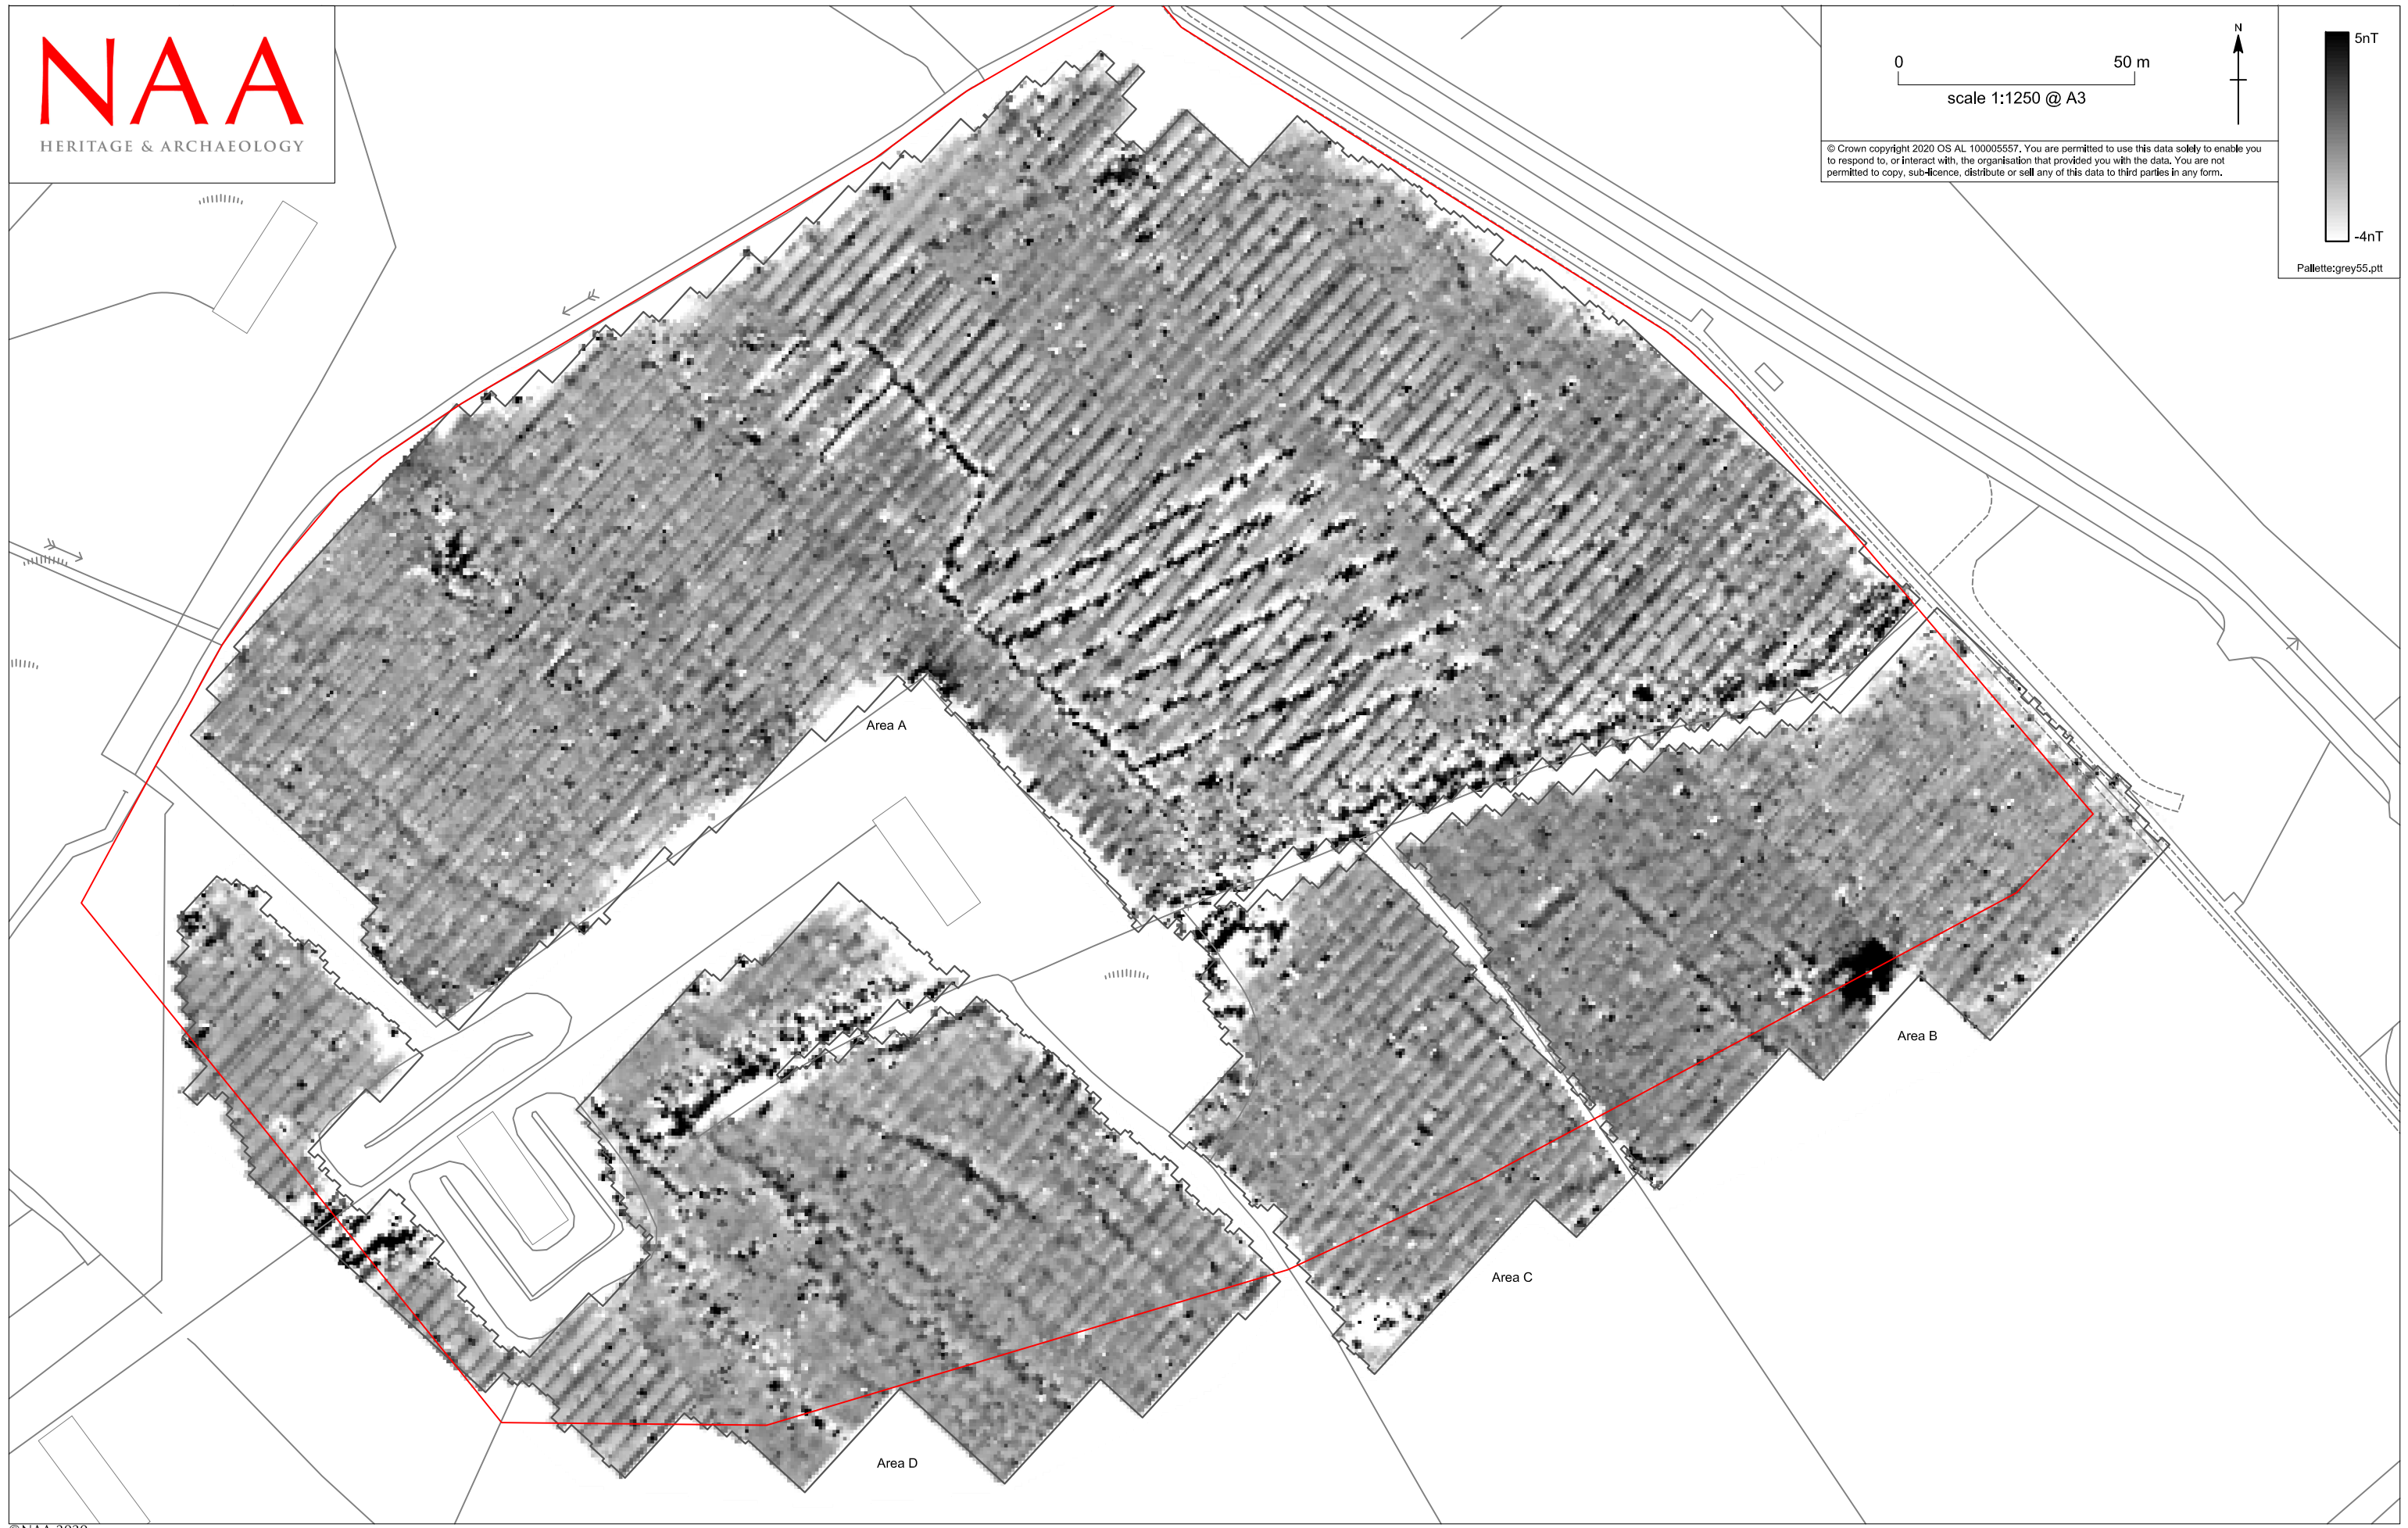 NAA
HERITAGE & ARCHAEOLOGY
0 50 m
scale 1:1250 @ A3
N
© Crown copyright 2020 OS AL 100005557. You are permitted to use this data solely to enable you
to respond to, or interact with, the organisation that provided you with the data. You are not
permitted to copy, sub-licence, distribute or sell any of this data to third parties in any form.
5nT
-4nT
Pallette:grey55.ptt
Area A
Area B
Area C
Area D
©NAA 2020